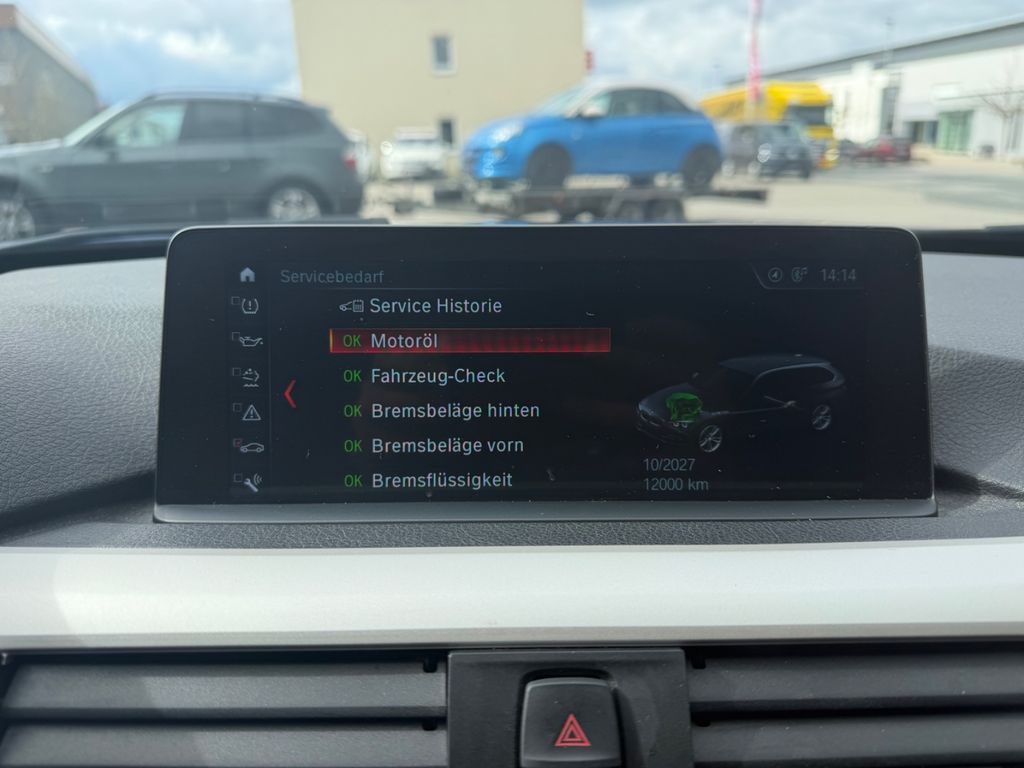 Servicebedarf
14:14
Service Historie
OK Motoröl
OK Fahrzeug-Check
OK Bremsbeläge hinten
OK Bremsbeläge vorn
OK Bremsflüssigkeit
10/2027
12000 km